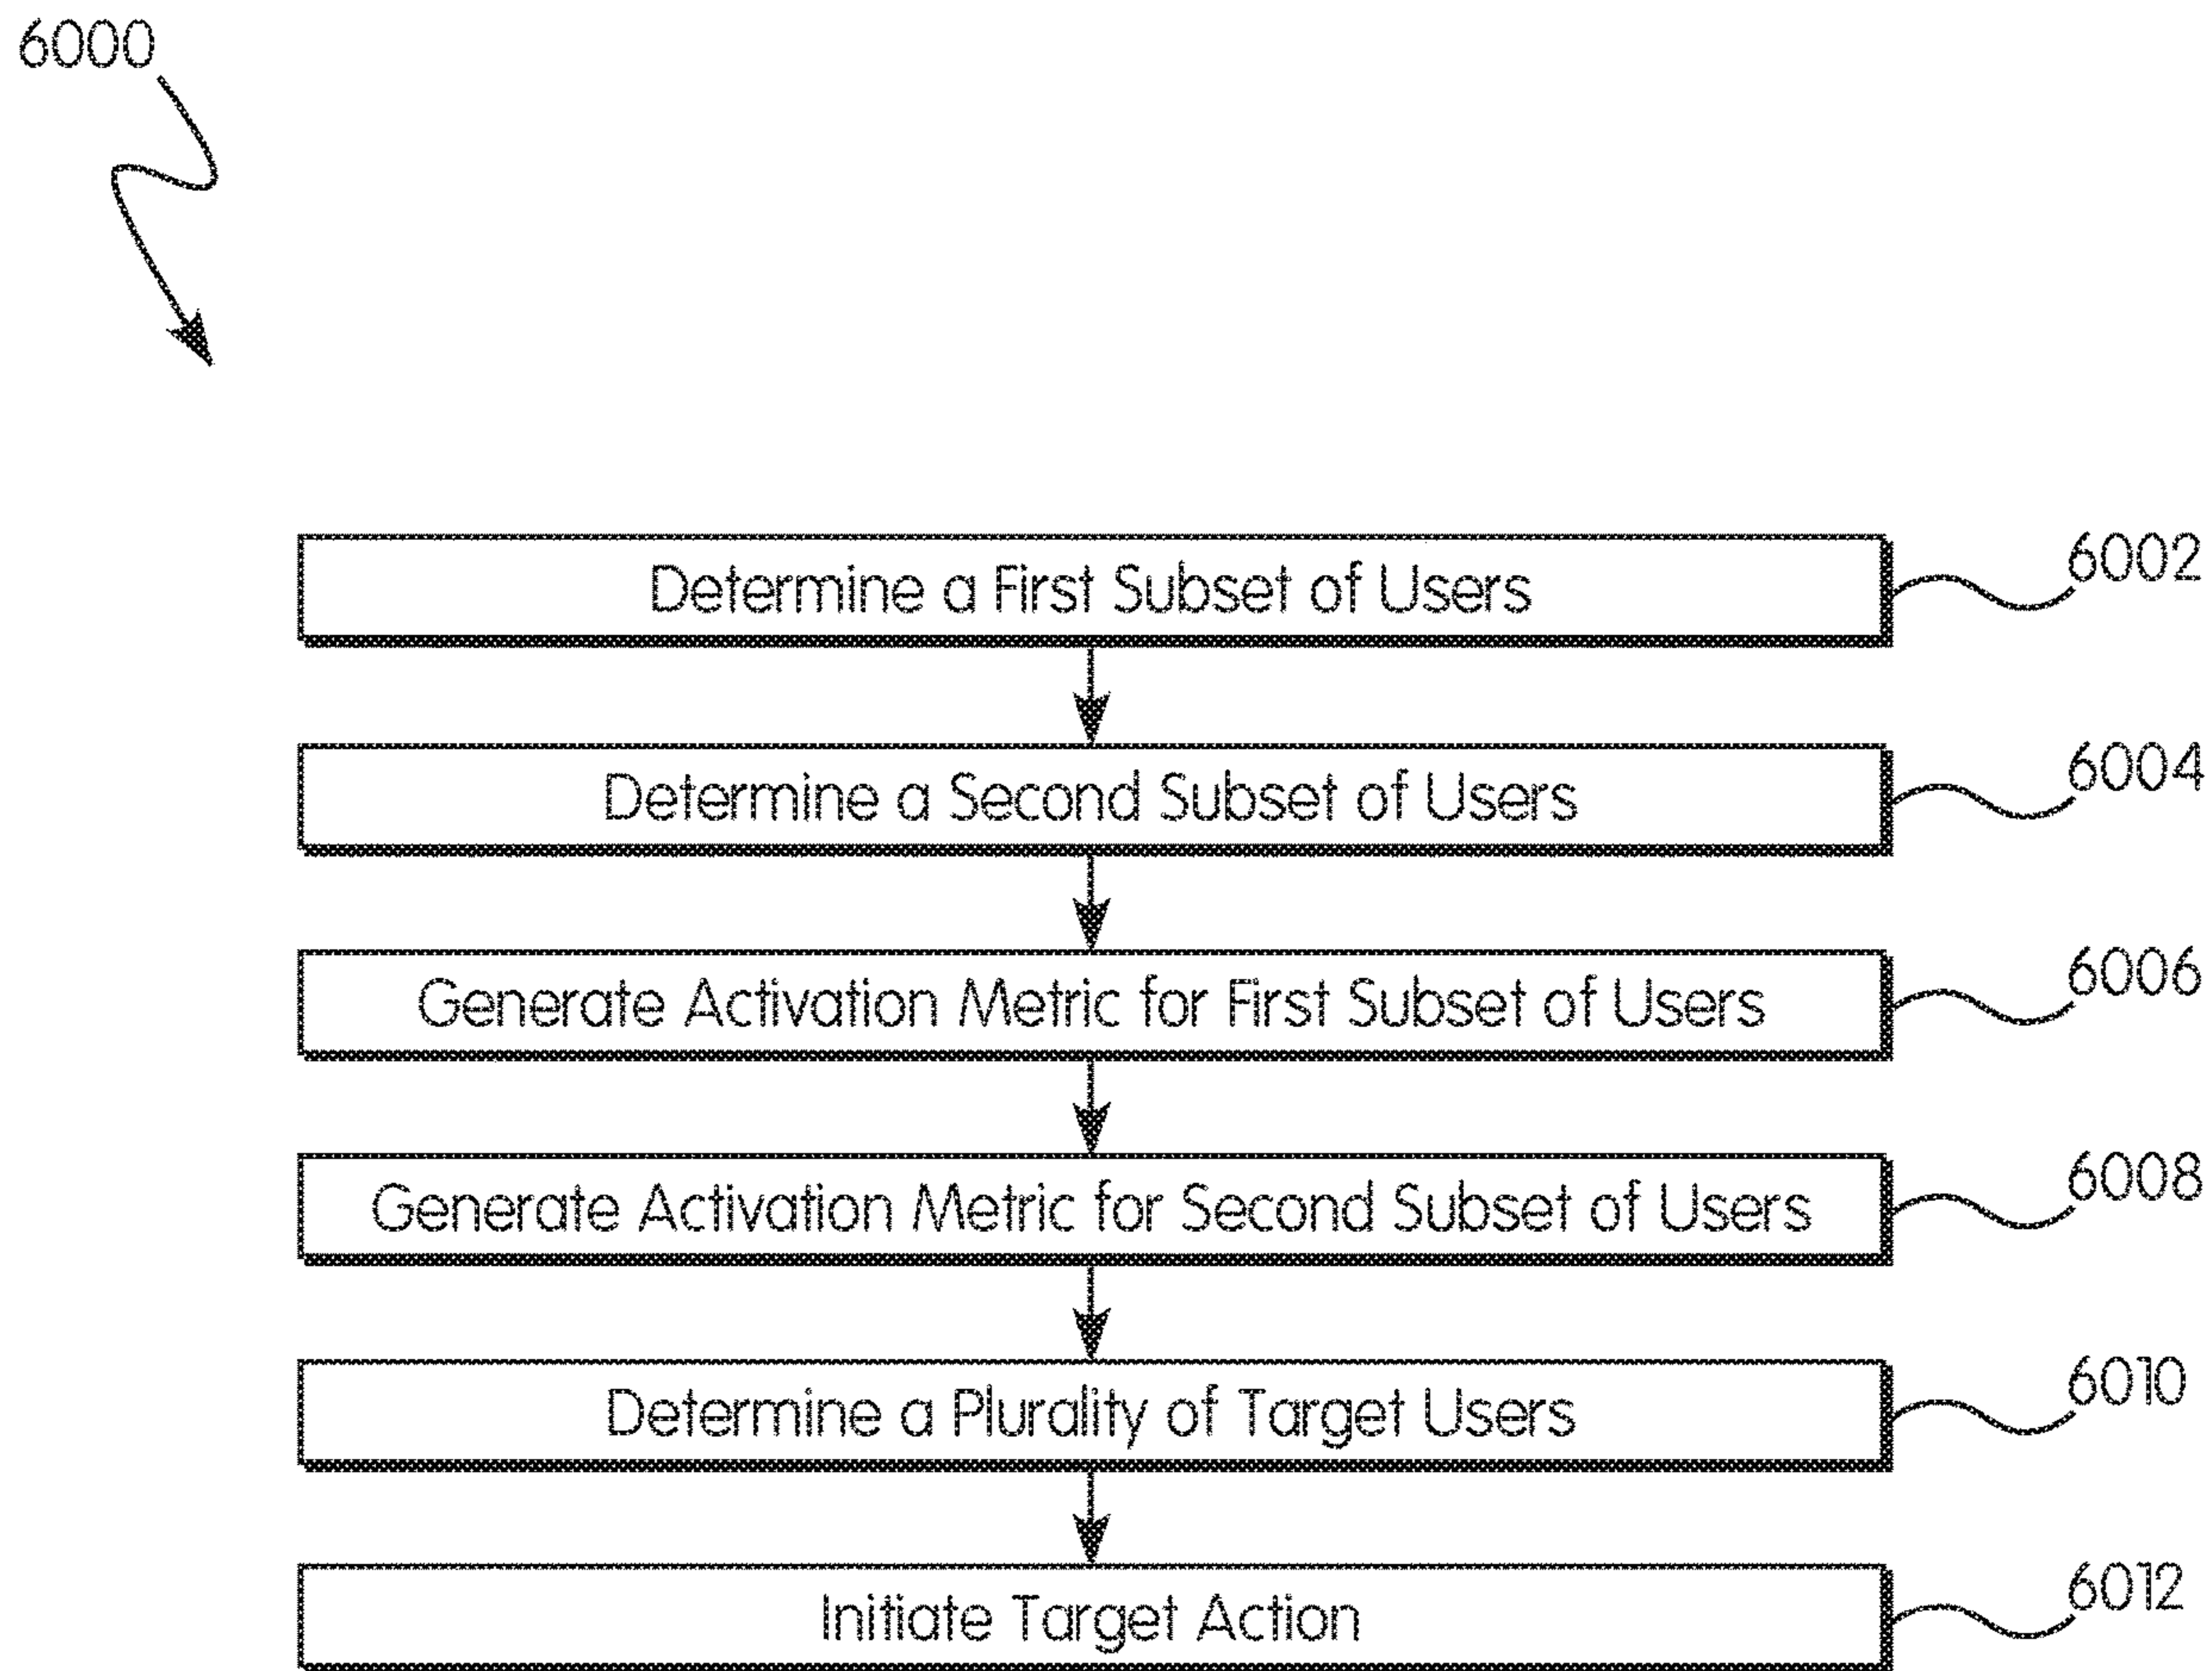 6000
Determine a First Subset of Users
6002
Determine a Second Subset of Users
6004
Generate Activation Metric for First Subset of Users
6006
Generate Activation Metric for Second Subset of Users
6008
Determine a Plurality of Target Users
6010
Initiate Target Action
6012